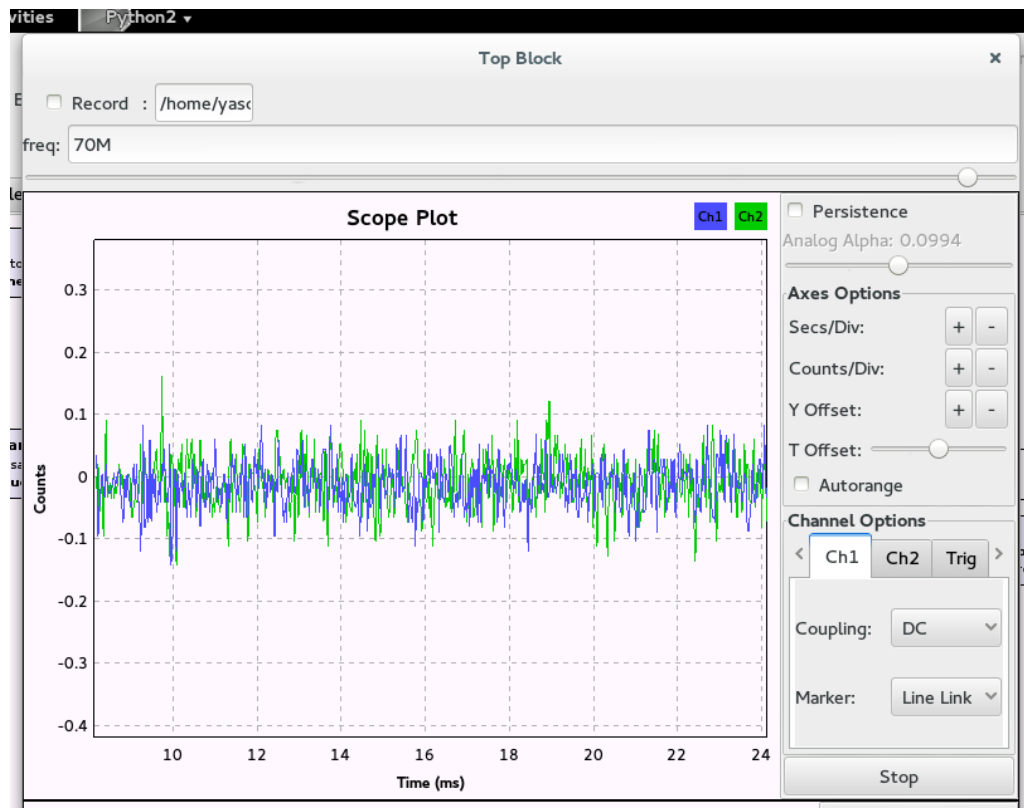 vities Python2
Top Block ×
Record : /home/yaso
freq: 70M
Scope Plot
Ch1 Ch2
0.3
0.2
0.1
0
-0.1
-0.2
-0.3
-0.4
Counts
10 12 14 16 18 20 22 24
Time (ms)
Persistence
Analog Alpha: 0.0994
Axes Options
Secs/Div: + -
Counts/Div: + -
Y Offset: + -
T Offset:
Autorange
Channel Options
Ch1 Ch2 Trig
Coupling: DC
Marker: Line Link
Stop